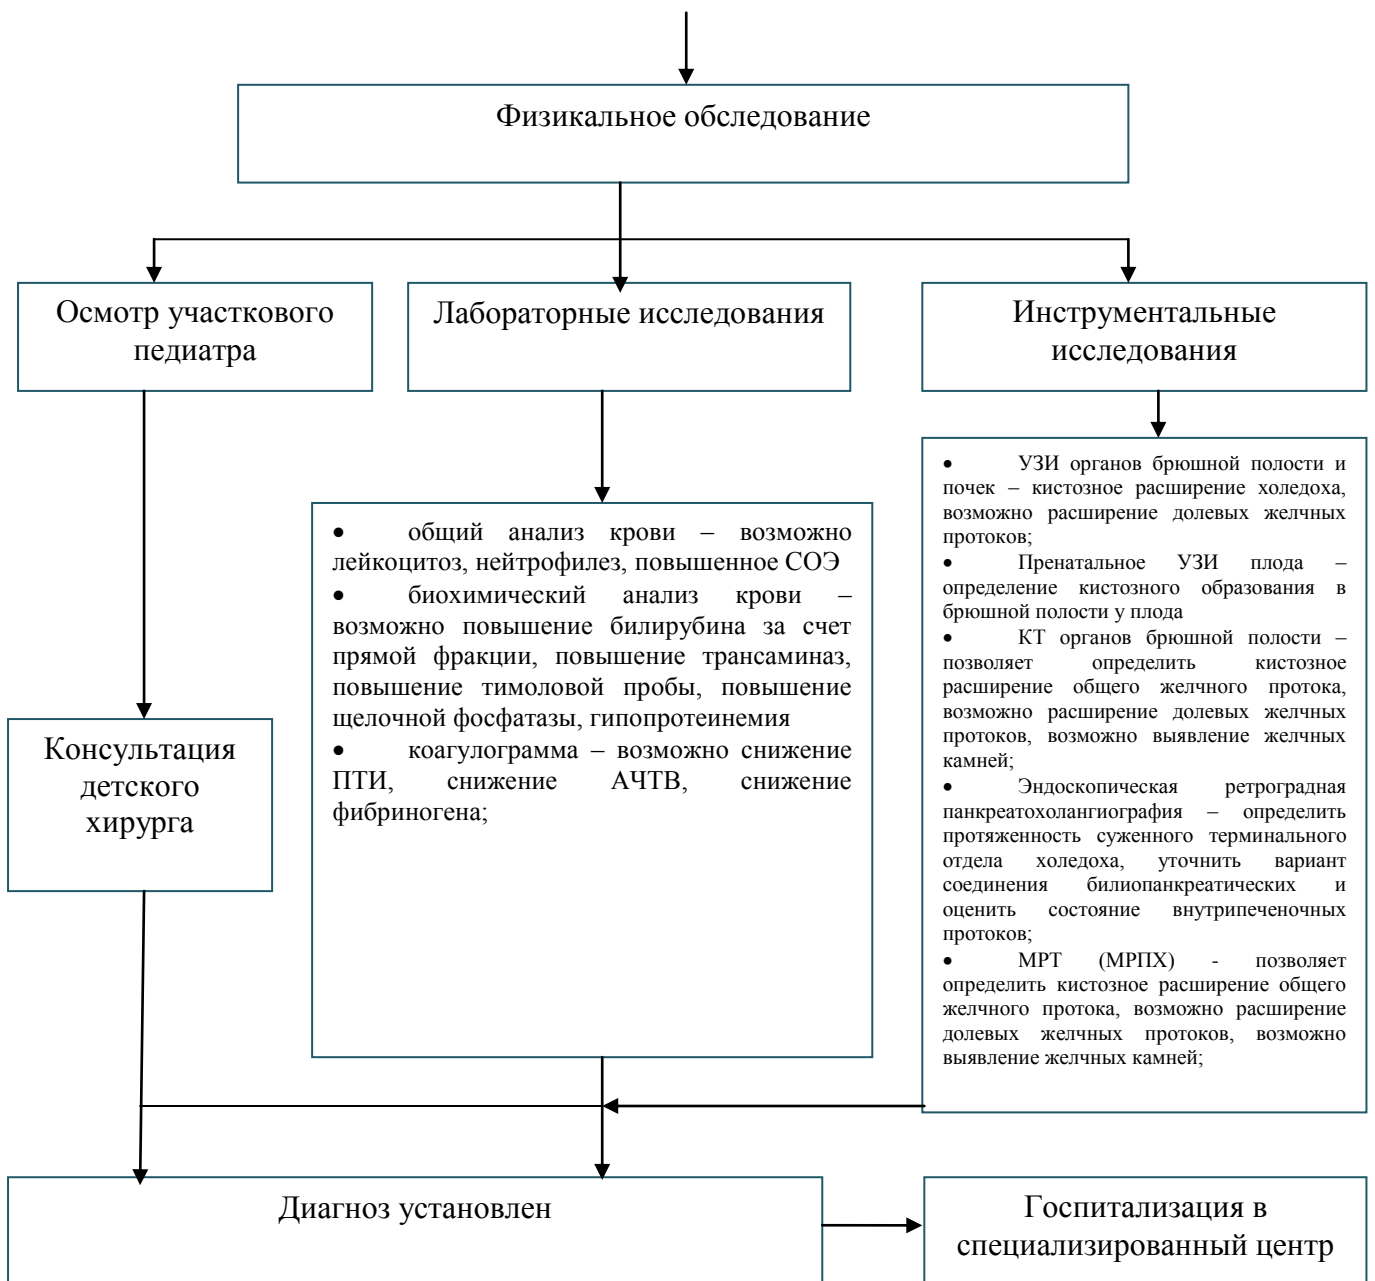 Физикальное обследование
Осмотр участкового
педиатра
Лабораторные исследования
Инструментальные
исследования
• общий анализ крови – возможно
лейкоцитоз, нейтрофилез, повышенное СОЭ
• биохимический анализ крови –
возможно повышение билирубина за счет
прямой фракции, повышение трансаминаз,
повышение тимоловой пробы, повышение
щелочной фосфатазы, гипопротеинемия
• коагулограмма – возможно снижение
ПТИ, снижение АЧТВ, снижение
фибриногена;
• УЗИ органов брюшной полости и
почек – кистозное расширение холедоха,
возможно расширение долевых желчных
протоков;
• Пренатальное УЗИ плода –
определение кистозного образования в
брюшной полости у плода
• КТ органов брюшной полости –
позволяет определить кистозное
расширение общего желчного протока,
возможно расширение долевых желчных
протоков, возможно выявление желчных
камней;
• Эндоскопическая ретроградная
панкреатохолангиография – определить
протяженность суженного терминального
отдела холедоха, уточнить вариант
соединения билиопанкреатических и
оценить состояние внутрипеченочных
протоков;
• МРТ (МРПХ) - позволяет
определить кистозное расширение общего
желчного протока, возможно расширение
долевых желчных протоков, возможно
выявление желчных камней;
Консультация
детского
хирурга
Диагноз установлен
Госпитализация в
специализированный центр